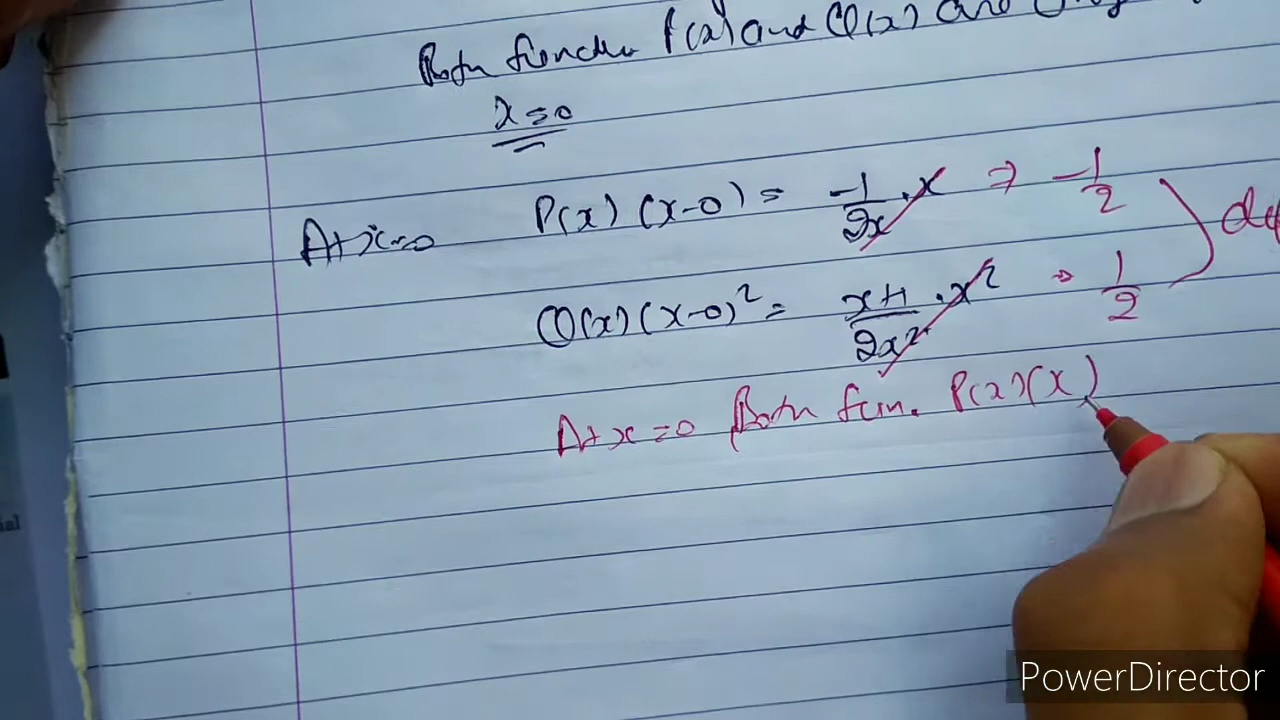 Both function P(x) and Q(x) are
x=0
At x=0 P(x)(x-0) = -1/2x . x ⇒ -1/2
Q(x)(x-0)² = x+1/2x² . x² ⇒ 1/2
At x=0 Both fun. P(x)(x)
PowerDirector